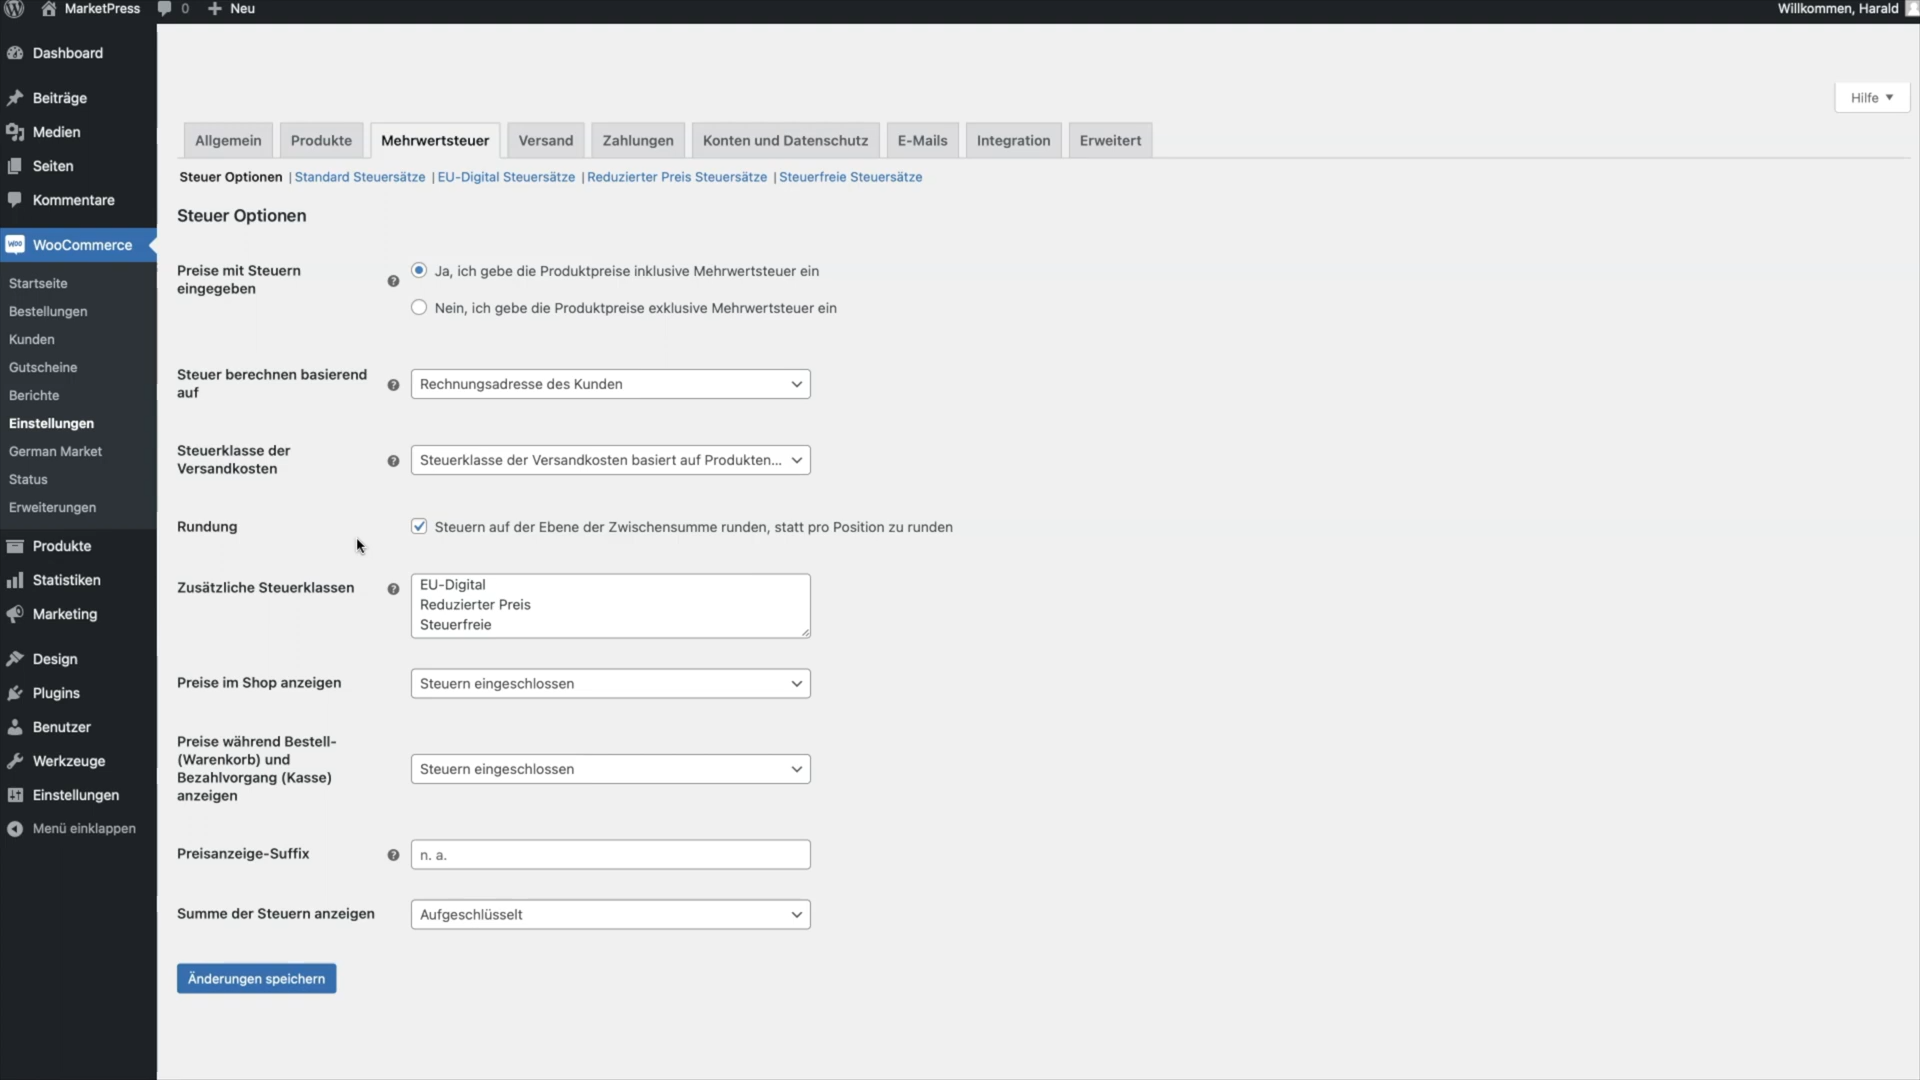 MarketPress
0
Neu
Willkommen, Harald
Dashboard
Beiträge
Medien
Seiten
Kommentare
WooCommerce
Startseite
Bestellungen
Kunden
Gutscheine
Berichte
Einstellungen
German Market
Status
Erweiterungen
Produkte
Statistiken
Marketing
Design
Plugins
Benutzer
Werkzeuge
Einstellungen
Menü einklappen
Hilfe
Allgemein
Produkte
Mehrwertsteuer
Versand
Zahlungen
Konten und Datenschutz
E-Mails
Integration
Erweitert
Steuer Optionen | Standard Steuersätze | EU-Digital Steuersätze | Reduzierter Preis Steuersätze | Steuerfreie Steuersätze
Steuer Optionen
Preise mit Steuern
eingegeben
Ja, ich gebe die Produktpreise inklusive Mehrwertsteuer ein
Nein, ich gebe die Produktpreise exklusive Mehrwertsteuer ein
Steuer berechnen basierend
auf
Rechnungsadresse des Kunden
Steuerklasse der
Versandkosten
Steuerklasse der Versandkosten basiert auf Produkten...
Rundung
Steuern auf der Ebene der Zwischensumme runden, statt pro Position zu runden
Zusätzliche Steuerklassen
EU-Digital
Reduzierter Preis
Steuerfreie
Preise im Shop anzeigen
Steuern eingeschlossen
Preise während Bestell-
(Warenkorb) und
Bezahlvorgang (Kasse)
anzeigen
Steuern eingeschlossen
Preisanzeige-Suffix
n. a.
Summe der Steuern anzeigen
Aufgeschlüsselt
Änderungen speichern